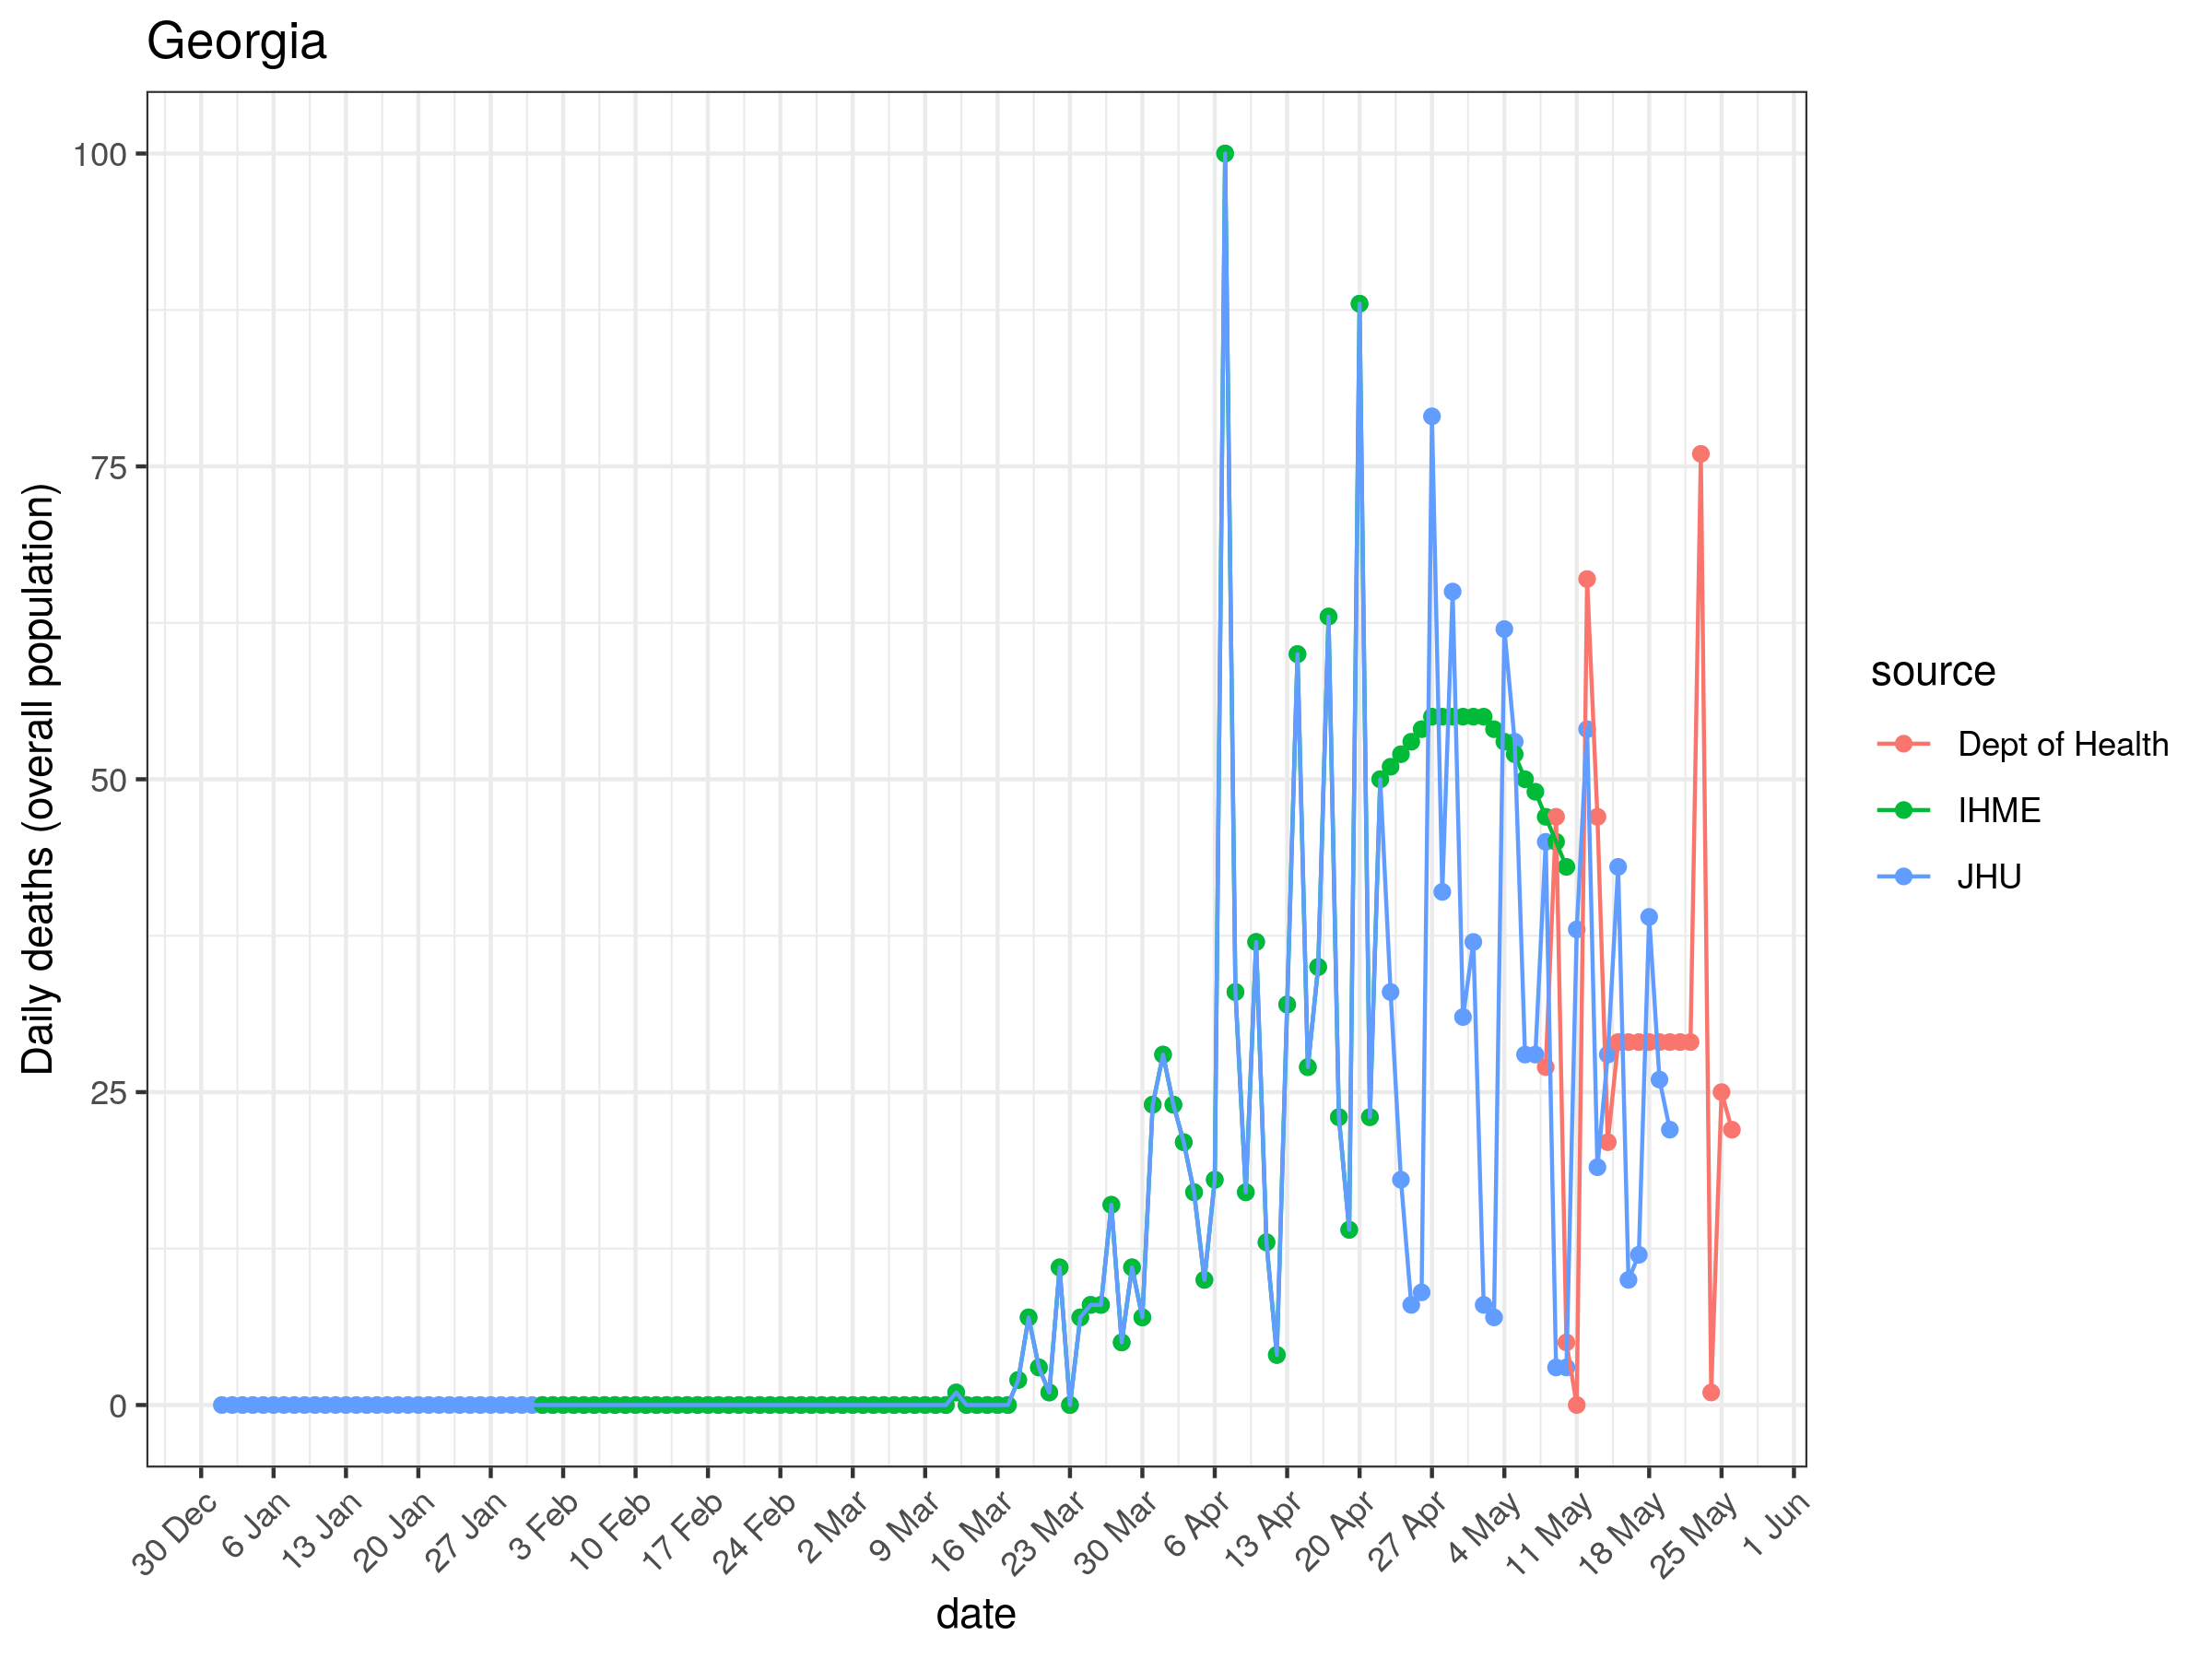 Georgia
Daily deaths (overall population)
100
75
50
25
0
30 Dec
6 Jan
13 Jan
20 Jan
27 Jan
3 Feb
10 Feb
17 Feb
24 Feb
2 Mar
9 Mar
16 Mar
23 Mar
30 Mar
6 Apr
13 Apr
20 Apr
27 Apr
4 May
11 May
18 May
25 May
1 Jun
date
source
Dept of Health
IHME
JHU